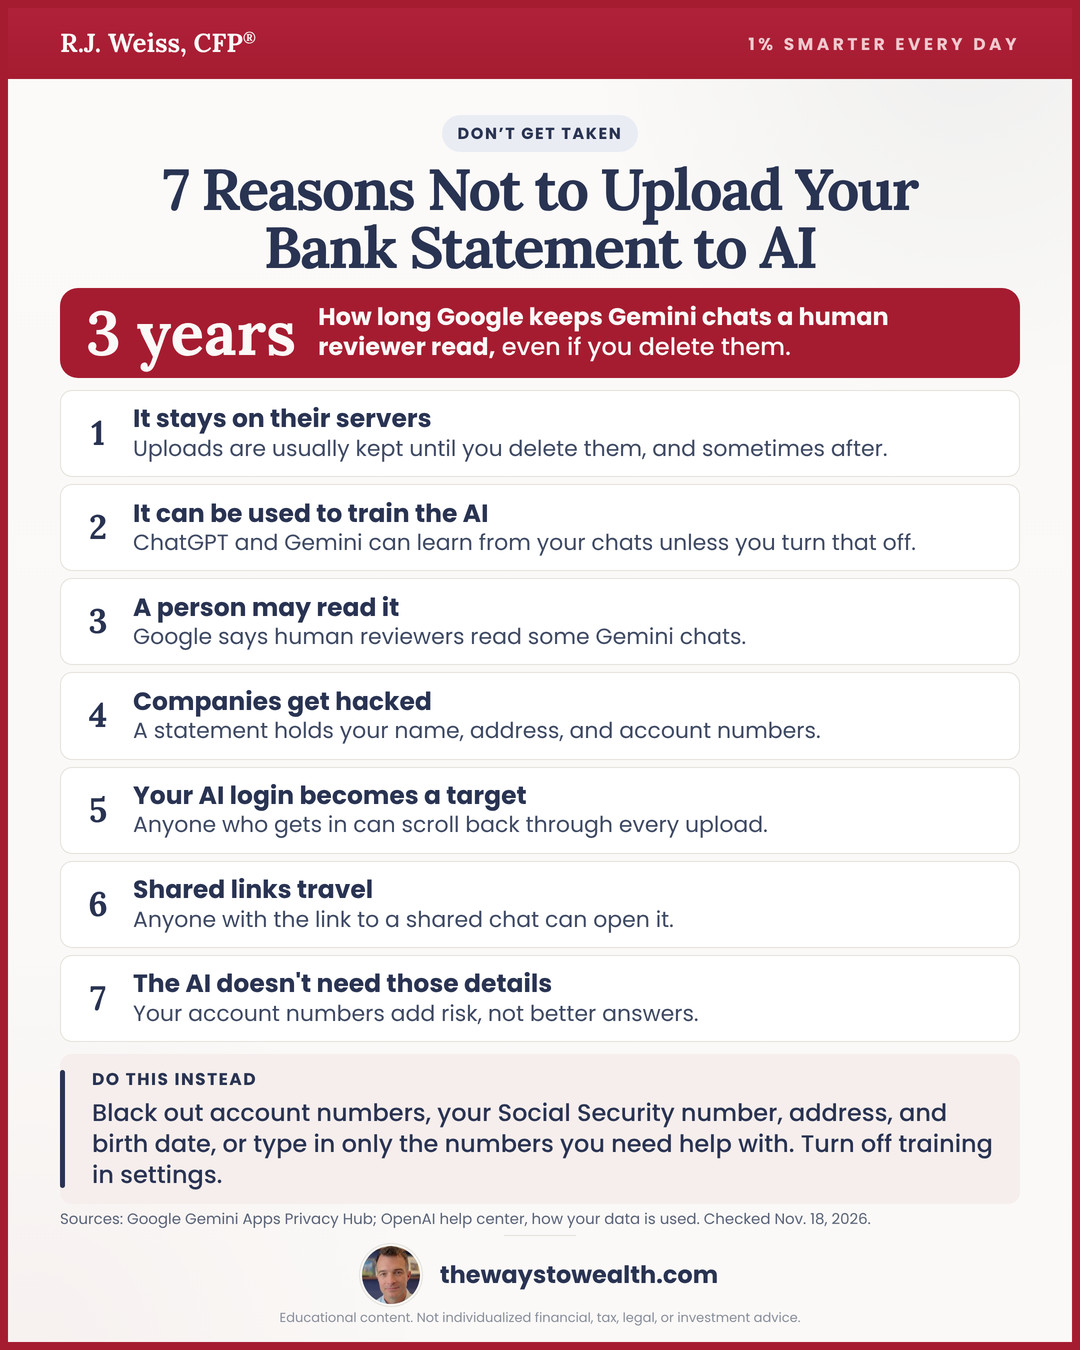 R.J. Weiss, CFP®
1% SMARTER EVERY DAY
DON’T GET TAKEN
7 Reasons Not to Upload Your
Bank Statement to AI
3 years
How long Google keeps Gemini chats a human
reviewer read, even if you delete them.
1
It stays on their servers
Uploads are usually kept until you delete them, and sometimes after.
2
It can be used to train the AI
ChatGPT and Gemini can learn from your chats unless you turn that off.
3
A person may read it
Google says human reviewers read some Gemini chats.
4
Companies get hacked
A statement holds your name, address, and account numbers.
5
Your AI login becomes a target
Anyone who gets in can scroll back through every upload.
6
Shared links travel
Anyone with the link to a shared chat can open it.
7
The AI doesn't need those details
Your account numbers add risk, not better answers.
DO THIS INSTEAD
Black out account numbers, your Social Security number, address, and
birth date, or type in only the numbers you need help with. Turn off training
in settings.
Sources: Google Gemini Apps Privacy Hub; OpenAI help center, how your data is used. Checked Nov. 18, 2026.
thewaystowealth.com
Educational content. Not individualized financial, tax, legal, or investment advice.